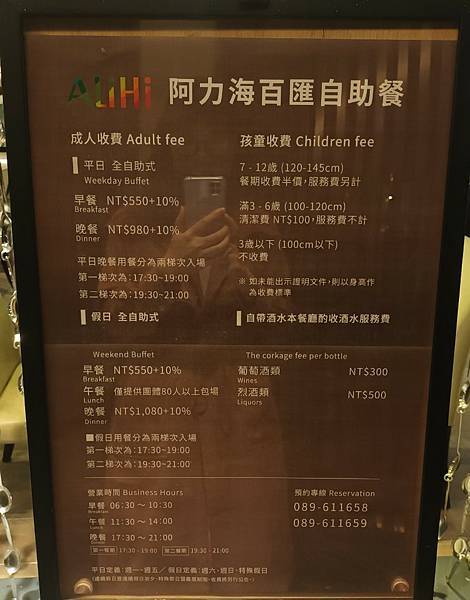 ALiHi 阿力海百匯自助餐
成人收費 Adult fee
平日 全自助式
Weekday Buffet
早餐 NT$550+10%
Breakfast
晚餐 NT$980+10%
Dinner
平日晚餐用餐分為兩梯次入場
第一梯次為:17:30-19:00
第二梯次為:19:30-21:00
假日 全自助式
Weekend Buffet
早餐 NT$550+10%
Breakfast
午餐 僅提供團體80人以上包場
Lunch
晚餐 NT$1,080+10%
Dinner
■假日用餐分為兩梯次入場
第一梯次為:17:30~19:00
第二梯次為:19:30~21:00
孩童收費 Children fee
7 - 12歲 (120-145cm)
餐期收費半價,服務費另計
滿3 - 6歲 (100-120cm)
清潔費 NT$100,服務費不計
3歲以下 (100cm以下)
不收費
※ 如未能出示證明文件,則以身高作
為收費標準
自帶酒水本餐廳酌收酒水服務費
The corkage fee per bottle
葡萄酒類 NT$300
Wines
烈酒類 NT$500
Liquors
營業時間 Business Hours
早餐 06:30 ~ 10:30
Breakfast
午餐 11:30 ~ 14:00
Lunch
晚餐 17:30 ~ 21:00
Dinner
第一餐期 17:30 - 19:00 第二餐期 19:30 - 21:00
預約專線 Reservation
089-611658
089-611659
平日定義:週一~週五/ 假日定義:週六、週日、特殊假日